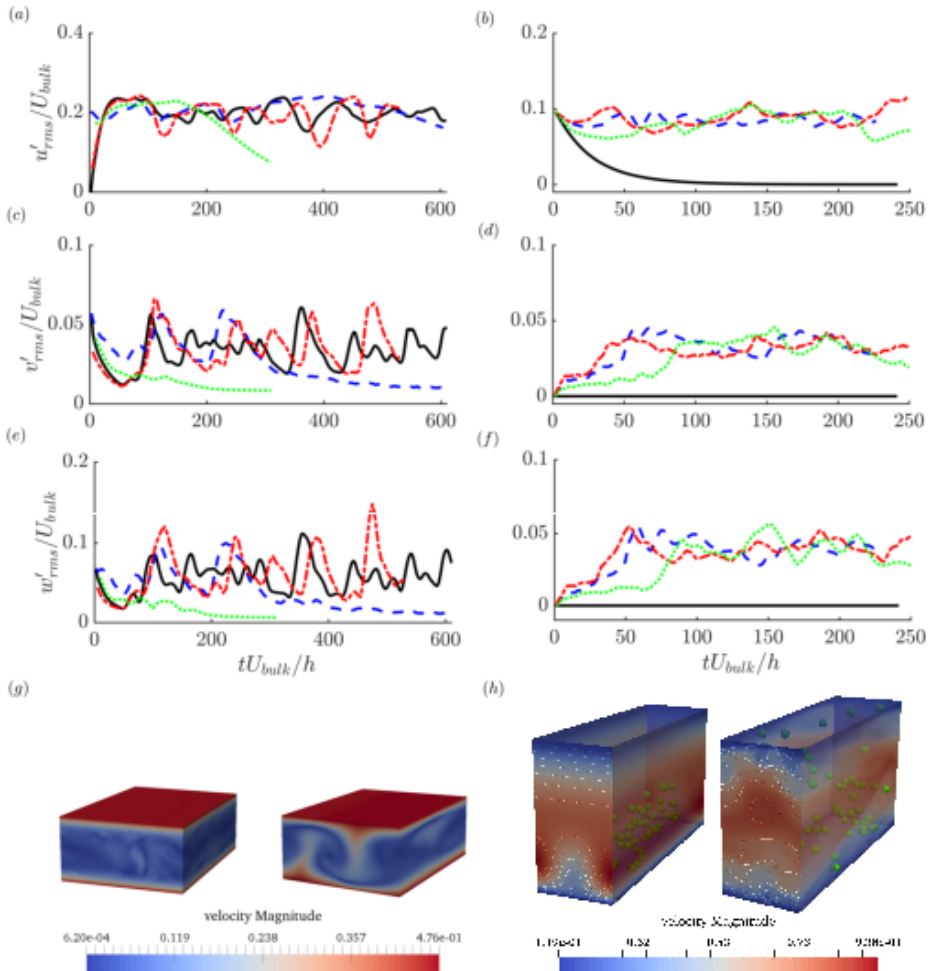 (a)
(b)
0.4
0.2
0
u′rms/Ubulk
0 200 400 600
0.2
0.1
0
0 50 100 150 200 250
(c)
(d)
0.1
0.05
0
v′rms/Ubulk
0 200 400 600
0.1
0.05
0
0 50 100 150 200 250
(e)
(f)
0.2
0.1
0
w′rms/Ubulk
0 200 400 600
tUbulk/h
0.1
0.05
0
0 50 100 150 200 250
tUbulk/h
(g)
(h)
velocity Magnitude
6.20e-04 0.119 0.238 0.357 4.76e-01
velocity Magnitude